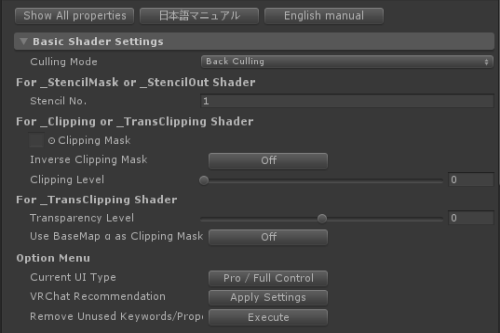 Show All properties 日本語マニュアル English manual
Basic Shader Settings
Culling Mode Back Culling
For _StencilMask or _StencilOut Shader
Stencil No. 1
For _Clipping or _TransClipping Shader
Clipping Mask
Inverse Clipping Mask Off
Clipping Level 0
For _TransClipping Shader
Transparency Level 0
Use BaseMap α as Clipping Mask Off
Option Menu
Current UI Type Pro / Full Control
VRChat Recommendation Apply Settings
Remove Unused Keywords/Prope Execute